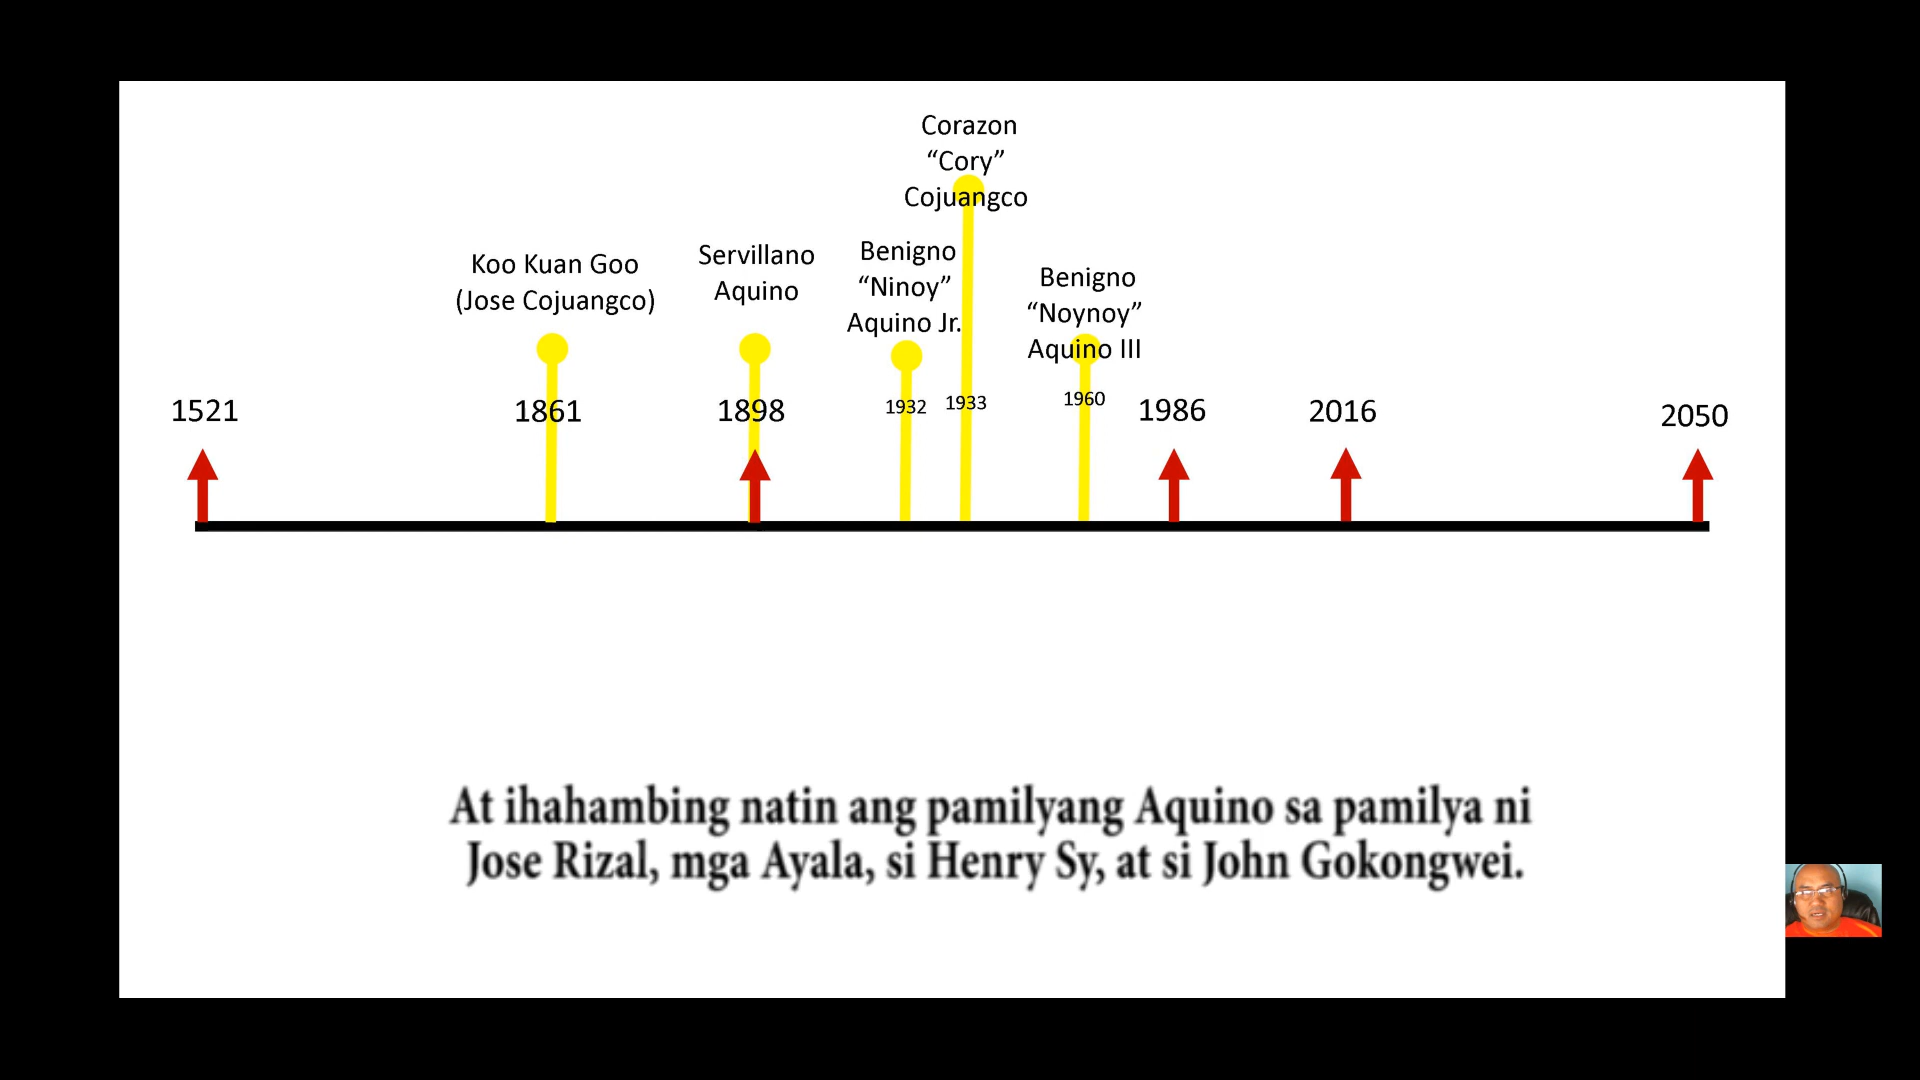 Corazon
“Cory”
Cojuangco
Koo Kuan Goo
(Jose Cojuangco)
Servillano
Aquino
Benigno
“Ninoy”
Aquino Jr.
Benigno
“Noynoy”
Aquino III
1521
1861
1898
1932
1933
1960
1986
2016
2050
At ihahambing natin ang pamilyang Aquino sa pamilya ni
Jose Rizal, mga Ayala, si Henry Sy, at si John Gokongwei.